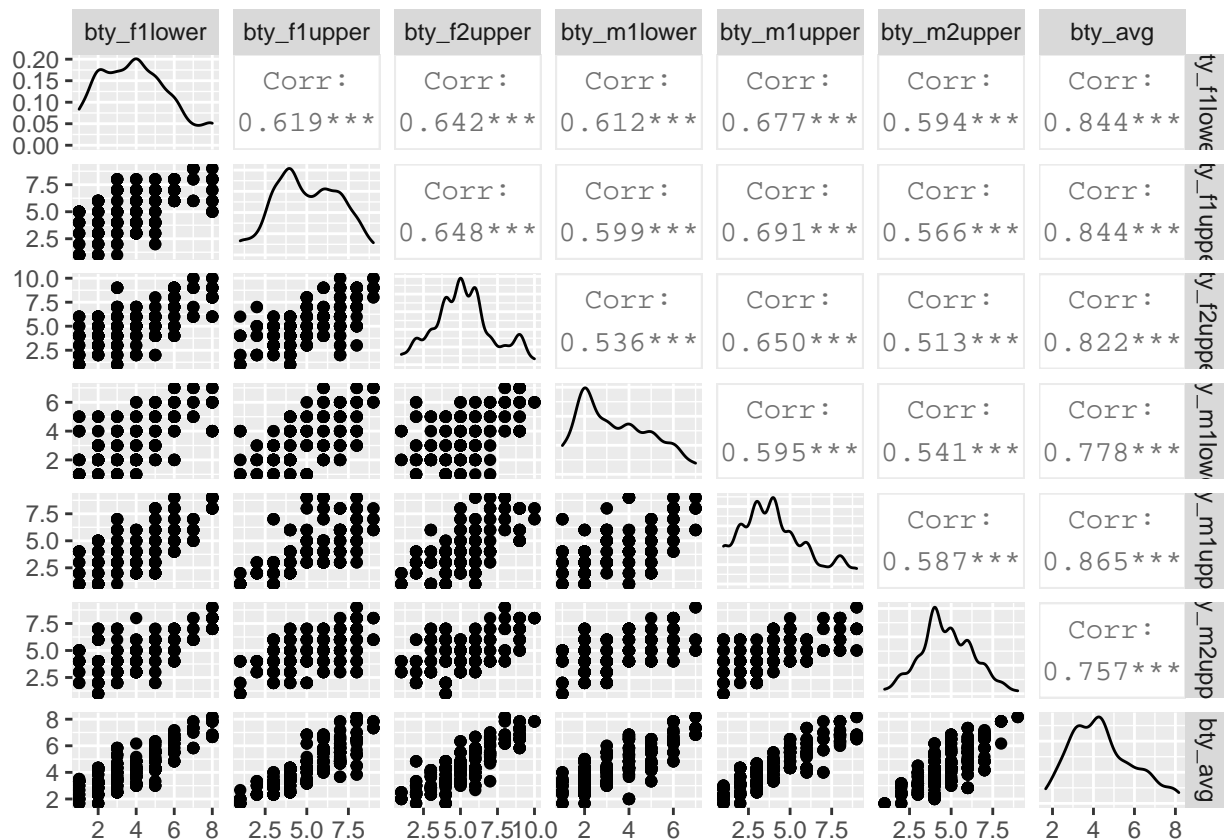 bty_f1lower bty_f1upper bty_f2upper bty_m1lower bty_m1upper bty_m2upper bty_avg
0.20
0.15
0.10
0.05
0.00
Corr: Corr: Corr: Corr: Corr: Corr:
0.619*** 0.642*** 0.612*** 0.677*** 0.594*** 0.844***
ty_f1lowe
7.5
5.0
2.5
Corr: Corr: Corr: Corr: Corr:
0.648*** 0.599*** 0.691*** 0.566*** 0.844***
ty_f1uppe
10.0
7.5
5.0
2.5
Corr: Corr: Corr: Corr:
0.536*** 0.650*** 0.513*** 0.822***
ty_f2uppe
6
4
2
Corr: Corr: Corr:
0.595*** 0.541*** 0.778***
y_m1low
7.5
5.0
2.5
Corr: Corr:
0.587*** 0.865***
y_m1upp
7.5
5.0
2.5
Corr:
0.757***
y_m2upp
8
6
4
2
bty_avg
2 4 6 8 2.5 5.0 7.5 2.5 5.0 7.5 10.0 2 4 6 2.5 5.0 7.5 2.5 5.0 7.5 2 4 6 8